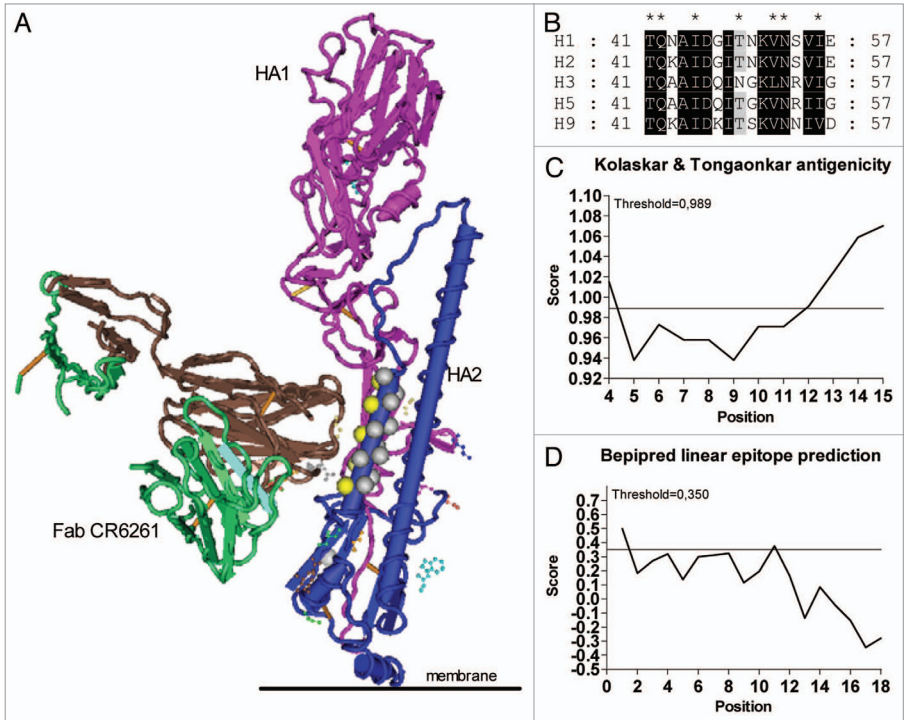 A
HA1
HA2
Fab CR6261
membrane
B
** * * ** *
H1 : 41 TQNAIDGITNKVNSVIE : 57
H2 : 41 TQKAIDGITNKVNSVIE : 57
H3 : 41 TQAAIDQINGKLNRVIG : 57
H5 : 41 TQAAIDQITGKVNRIIG : 57
H9 : 41 TQKAIDKITSKVNNIVD : 57
C Kolaskar & Tongaonkar antigenicity
Threshold=0,989
Score
1.10
1.08
1.06
1.04
1.02
1.00
0.98
0.96
0.94
0.92
4 5 6 7 8 9 10 11 12 13 14 15
Position
D Bepipred linear epitope prediction
Threshold=0,350
Score
0.7
0.5
0.4
0.3
0.2
0.1
0.0
-0.1
-0.2
-0.3
-0.4
-0.5
0 2 4 6 8 10 12 14 16 18
Position